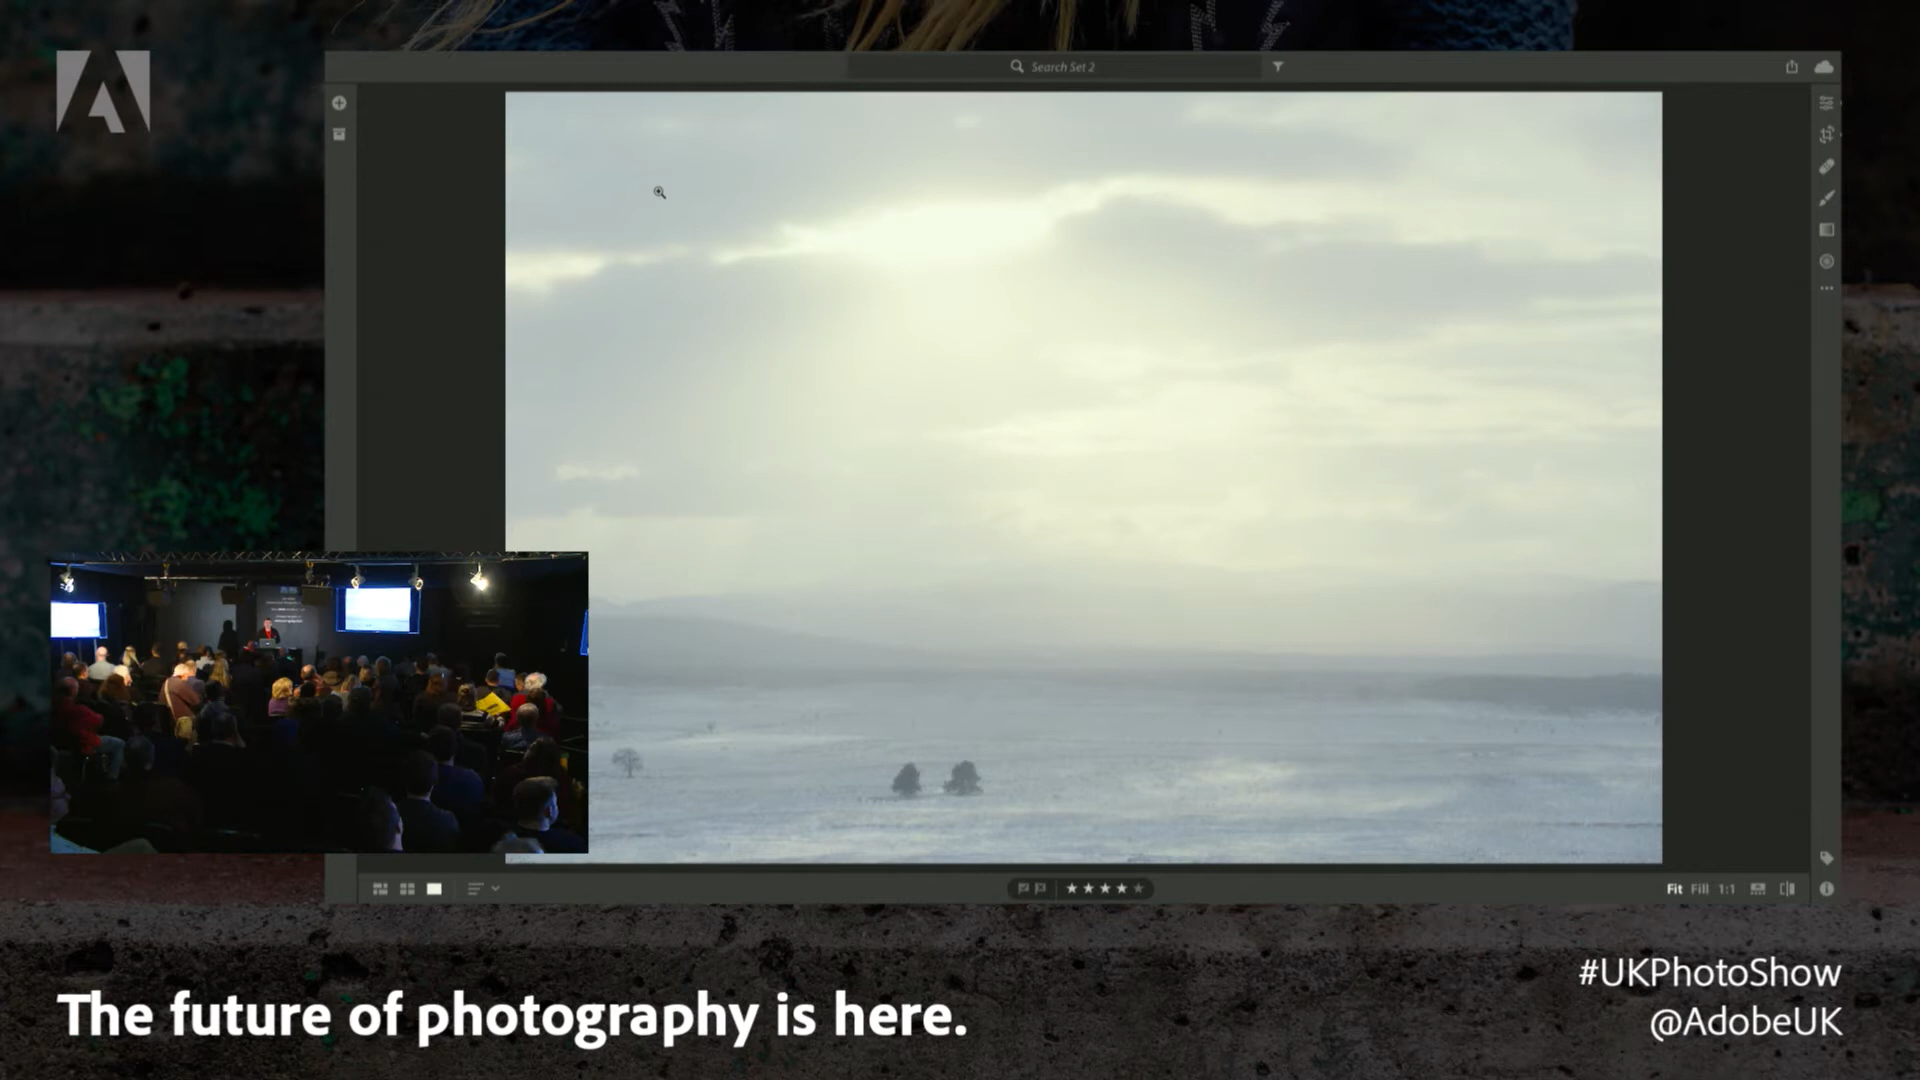 Search Set 2
Fit Fill 1:1
The future of photography is here.
#UKPhotoShow
@AdobeUK